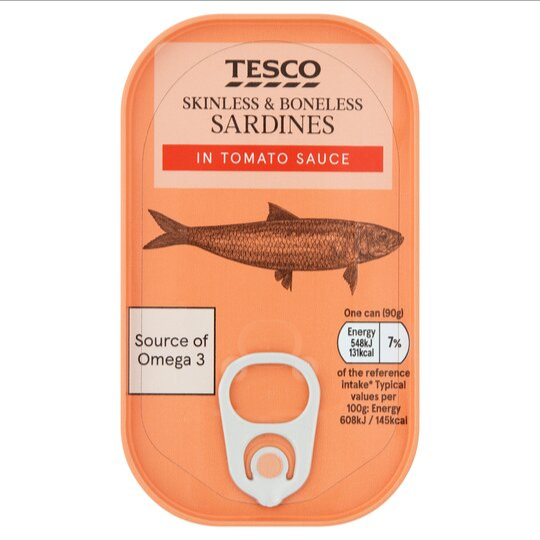 TESCO
SKINLESS & BONELESS
SARDINES
IN TOMATO SAUCE
One can (90g)
Energy
548kJ
131kcal
7%
of the reference
intake* Typical
values per
100g: Energy
608kJ / 145kcal
Source of
Omega 3